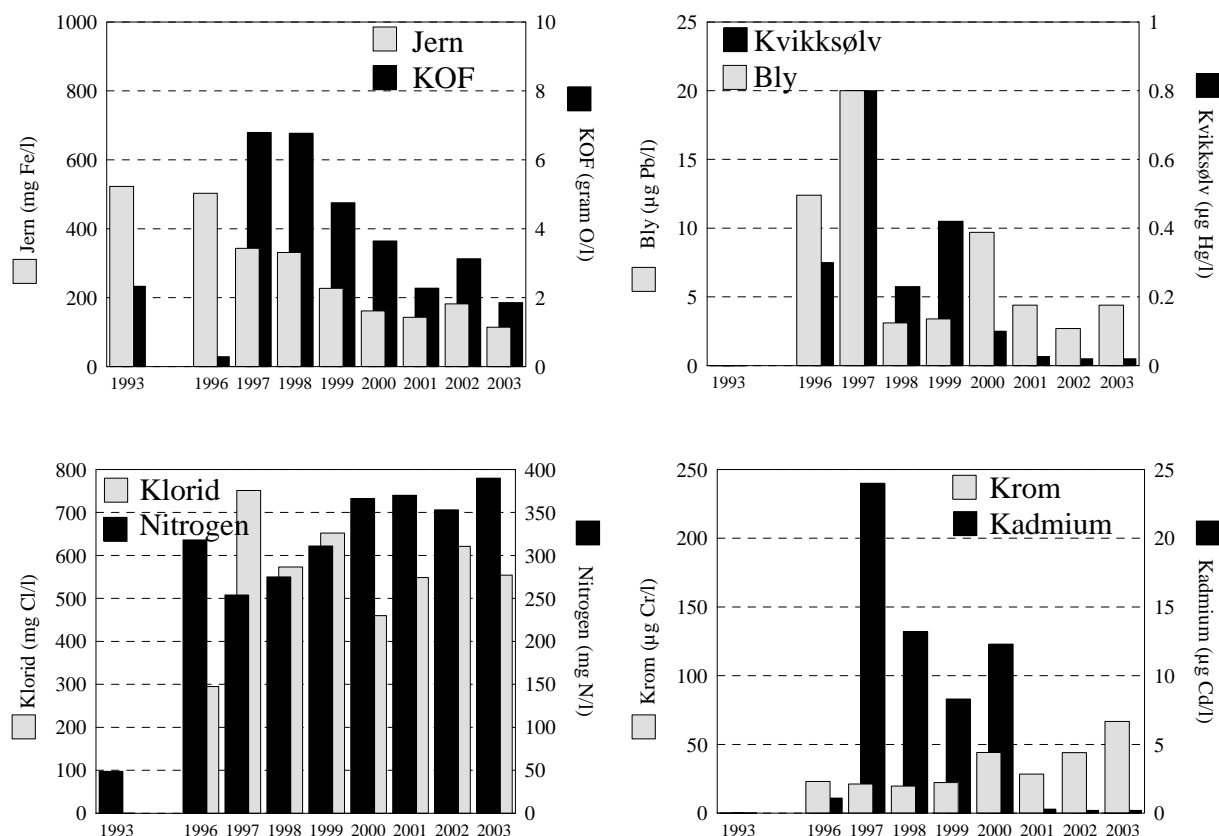 1000
800
600
400
200
0
10
8
6
4
2
0
Jern
KOF
Jern (mg Fe/l)
KOF (gram O/l)
1993 1996 1997 1998 1999 2000 2001 2002 2003
25
20
15
10
5
0
1
0.8
0.6
0.4
0.2
0
Kvikksølv
Bly
Bly (µg Pb/l)
Kvikksølv (µg Hg/l)
1993 1996 1997 1998 1999 2000 2001 2002 2003
800
700
600
500
400
300
200
100
0
400
350
300
250
200
150
100
50
0
Klorid
Nitrogen
Klorid (mg Cl/l)
Nitrogen (mg N/l)
1993 1996 1997 1998 1999 2000 2001 2002 2003
250
200
150
100
50
0
25
20
15
10
5
0
Krom
Kadmium
Krom (µg Cr/l)
Kadmium (µg Cd/l)
1993 1996 1997 1998 1999 2000 2001 2002 2003